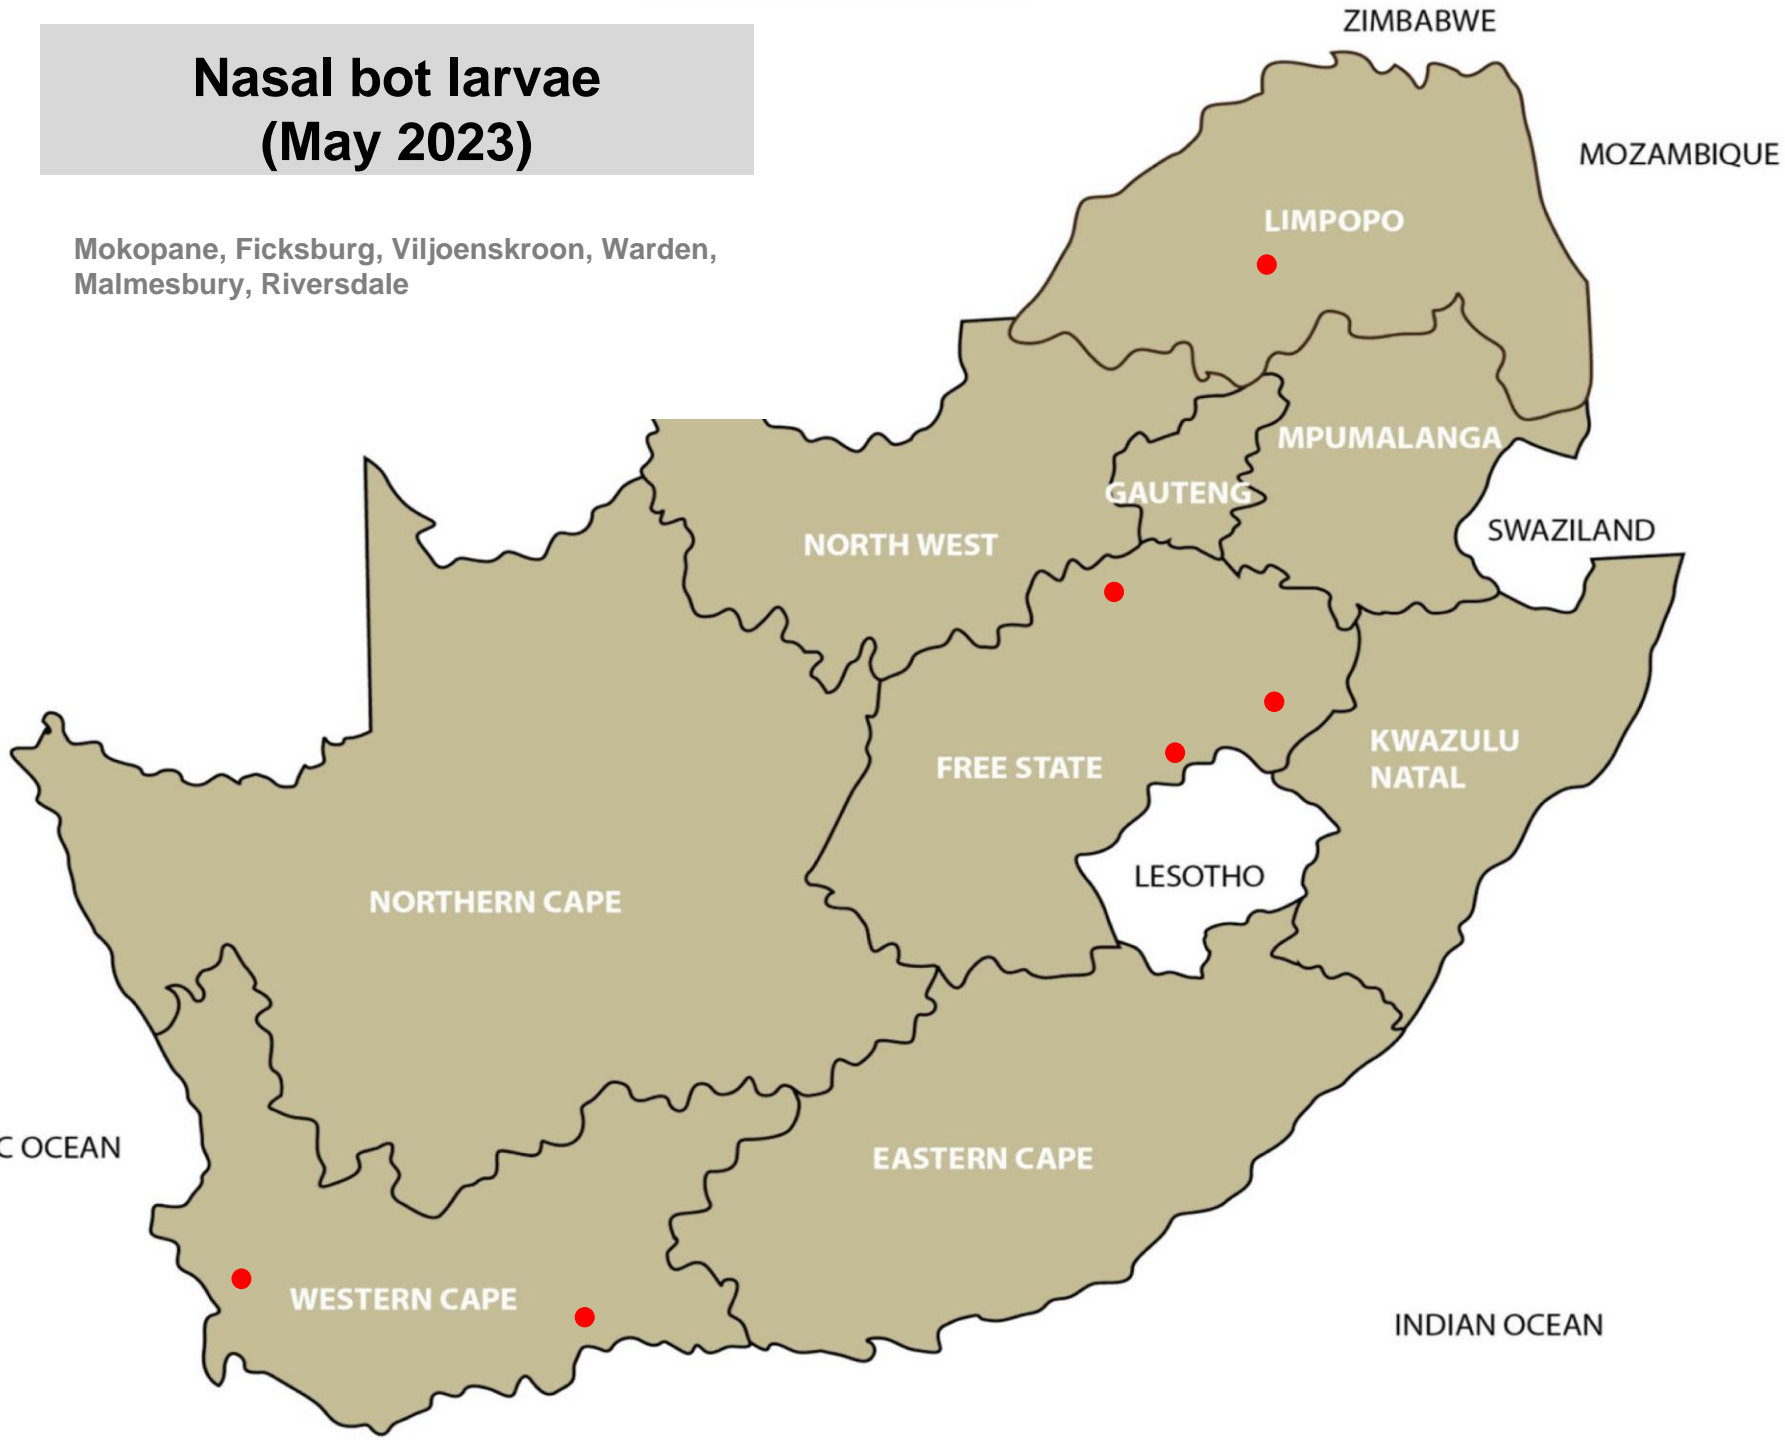 Nasal bot larvae
(May 2023)
Mokopane, Ficksburg, Viljoenskroon, Warden,
Malmesbury, Riversdale
ZIMBABWE
MOZAMBIQUE
LIMPOPO
MPUMALANGA
GAUTENG
SWAZILAND
NORTH WEST
KWAZULU
NATAL
FREE STATE
LESOTHO
NORTHERN CAPE
C OCEAN
EASTERN CAPE
WESTERN CAPE
INDIAN OCEAN